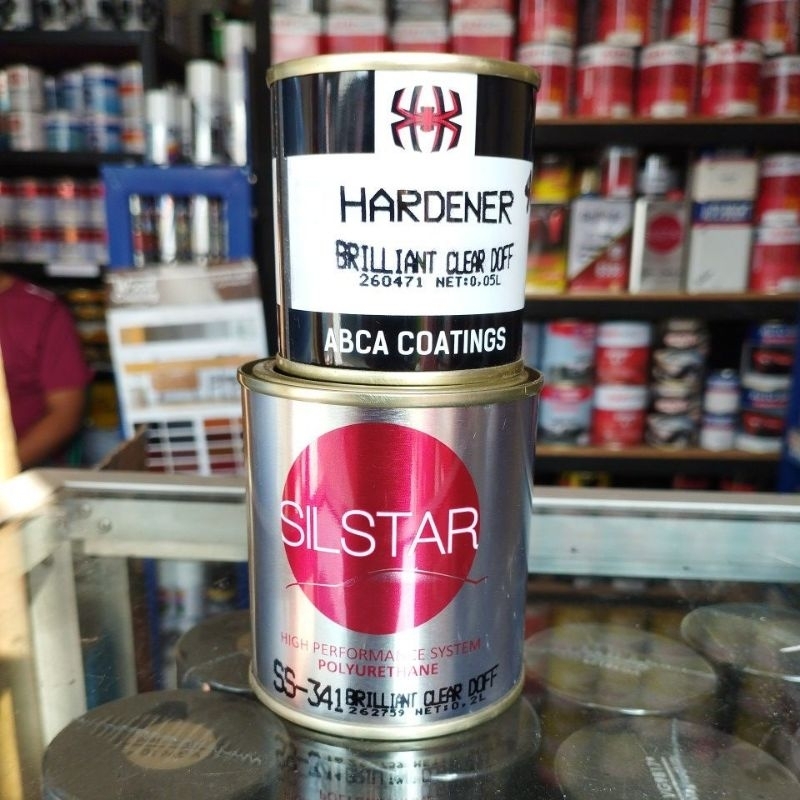 HARDENER
BRILLIANT CLEAR DOFF
260471 NET:0,05L
ABCA COATINGS
SILSTAR
HIGH PERFORMANCE SYSTEM
POLYURETHANE
SS-341 BRILLIANT CLEAR DOFF
262759 NET:0,2L